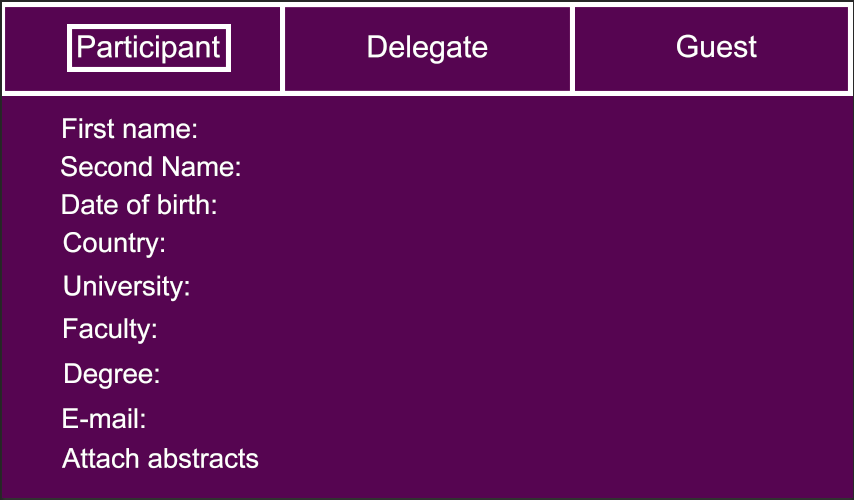 Participant Delegate Guest
First name:
Second Name:
Date of birth:
Country:
University:
Faculty:
Degree:
E-mail:
Attach abstracts